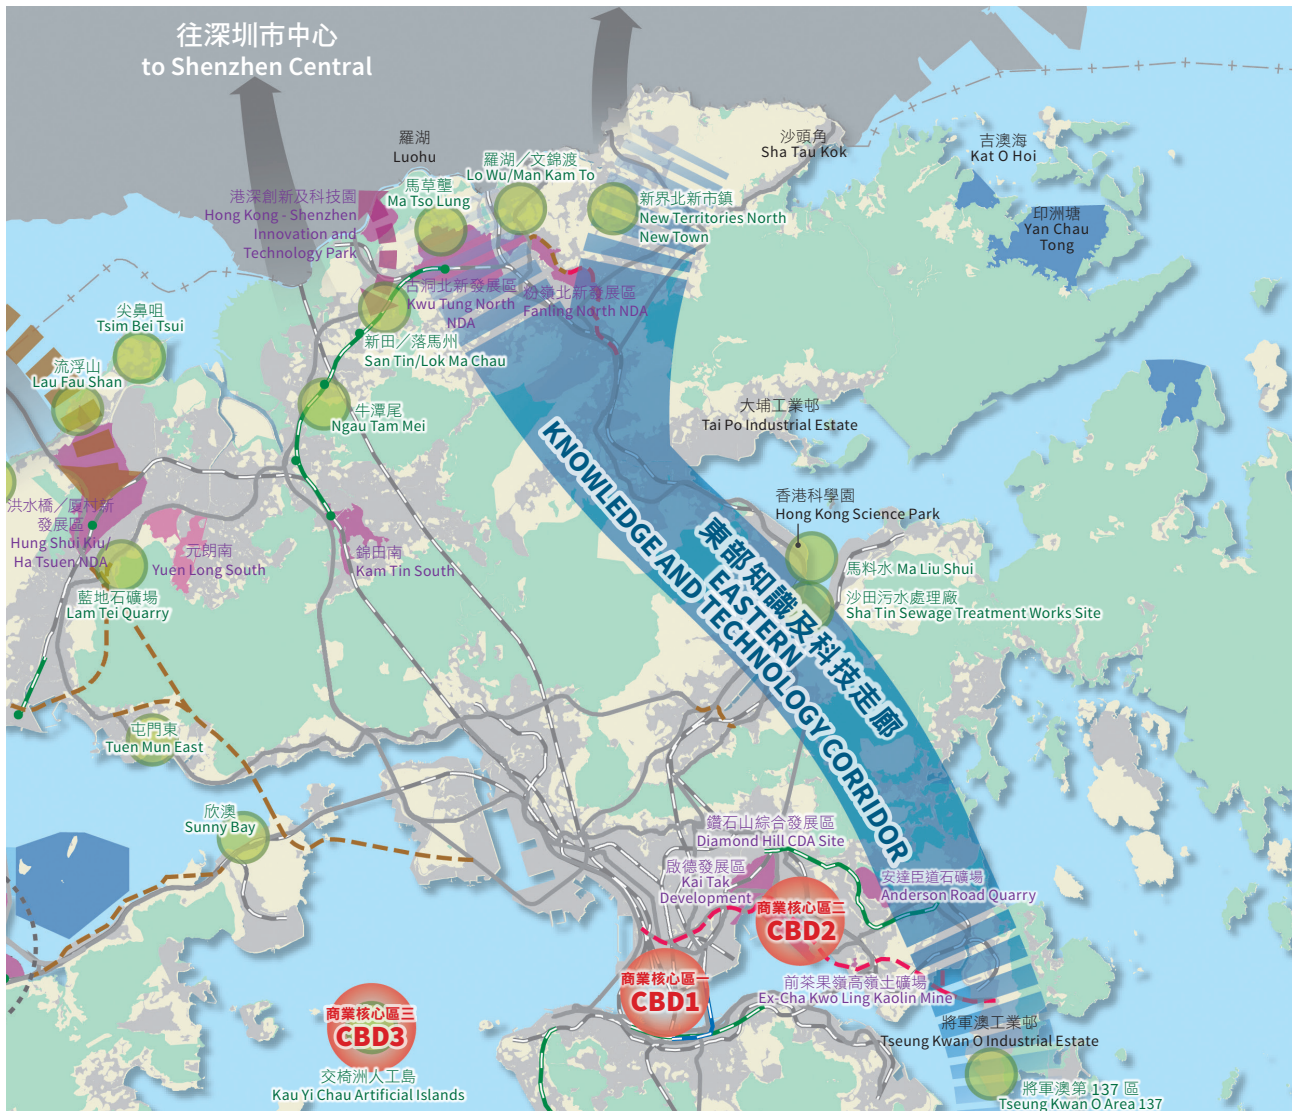 往深圳市中心
to Shenzhen Central
羅湖
Luohu
沙頭角
Sha Tau Kok
吉澳海
Kat O Hoi
羅湖／文錦渡
Lo Wu/Man Kam To
馬草壟
Ma Tso Lung
港深創新及科技園
Hong Kong - Shenzhen
Innovation and
Technology Park
新界北新市鎮
New Territories North
New Town
印洲塘
Yan Chau
Tong
古洞北新發展區
Kwu Tung North
NDA
粉嶺北新發展區
Fanling North NDA
尖鼻咀
Tsim Bei Tsui
新田／落馬州
San Tin/Lok Ma Chau
流浮山
Lau Fau Shan
牛潭尾
Ngau Tam Mei
大埔工業邨
Tai Po Industrial Estate
香港科學園
Hong Kong Science Park
洪水橋／廈村新
發展區
Hung Shui Kiu/
Ha Tsuen NDA
元朗南
Yuen Long South
錦田南
Kam Tin South
東部知識及科技走廊
EASTERN
KNOWLEDGE AND TECHNOLOGY CORRIDOR
馬料水 Ma Liu Shui
沙田污水處理廠
Sha Tin Sewage Treatment Works Site
藍地石礦場
Lam Tei Quarry
屯門東
Tuen Mun East
欣澳
Sunny Bay
鑽石山綜合發展區
Diamond Hill CDA Site
啟德發展區
Kai Tak
Development
安達臣道石礦場
Anderson Road Quarry
商業核心區二
CBD2
商業核心區一
CBD1
前茶果嶺高嶺土礦場
Ex-Cha Kwo Ling Kaolin Mine
商業核心區三
CBD3
將軍澳工業邨
Tseung Kwan O Industrial Estate
交椅洲人工島
Kau Yi Chau Artificial Islands
將軍澳第 137 區
Tseung Kwan O Area 137